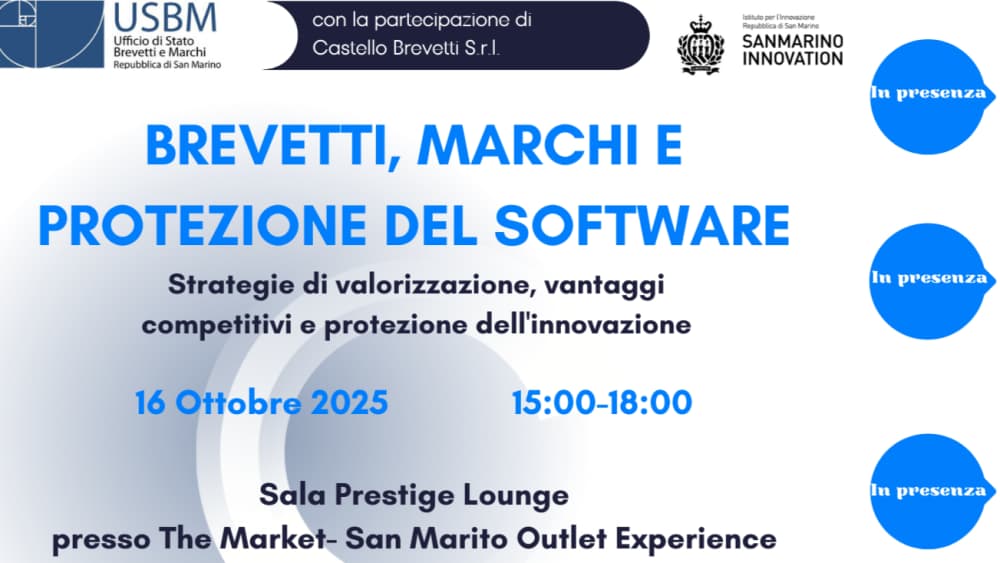 USBM
Ufficio di Stato
Brevetti e Marchi
Repubblica di San Marino
con la partecipazione di
Castello Brevetti S.r.l.
Istituto per l'Innovazione
Repubblica di San Marino
SANMARINO
INNOVATION
In presenza
BREVETTI, MARCHI E
PROTEZIONE DEL SOFTWARE
Strategie di valorizzazione, vantaggi
competitivi e protezione dell'innovazione
In presenza
16 Ottobre 2025 15:00-18:00
Sala Prestige Lounge
In presenza
presso The Market- San Marito Outlet Experience